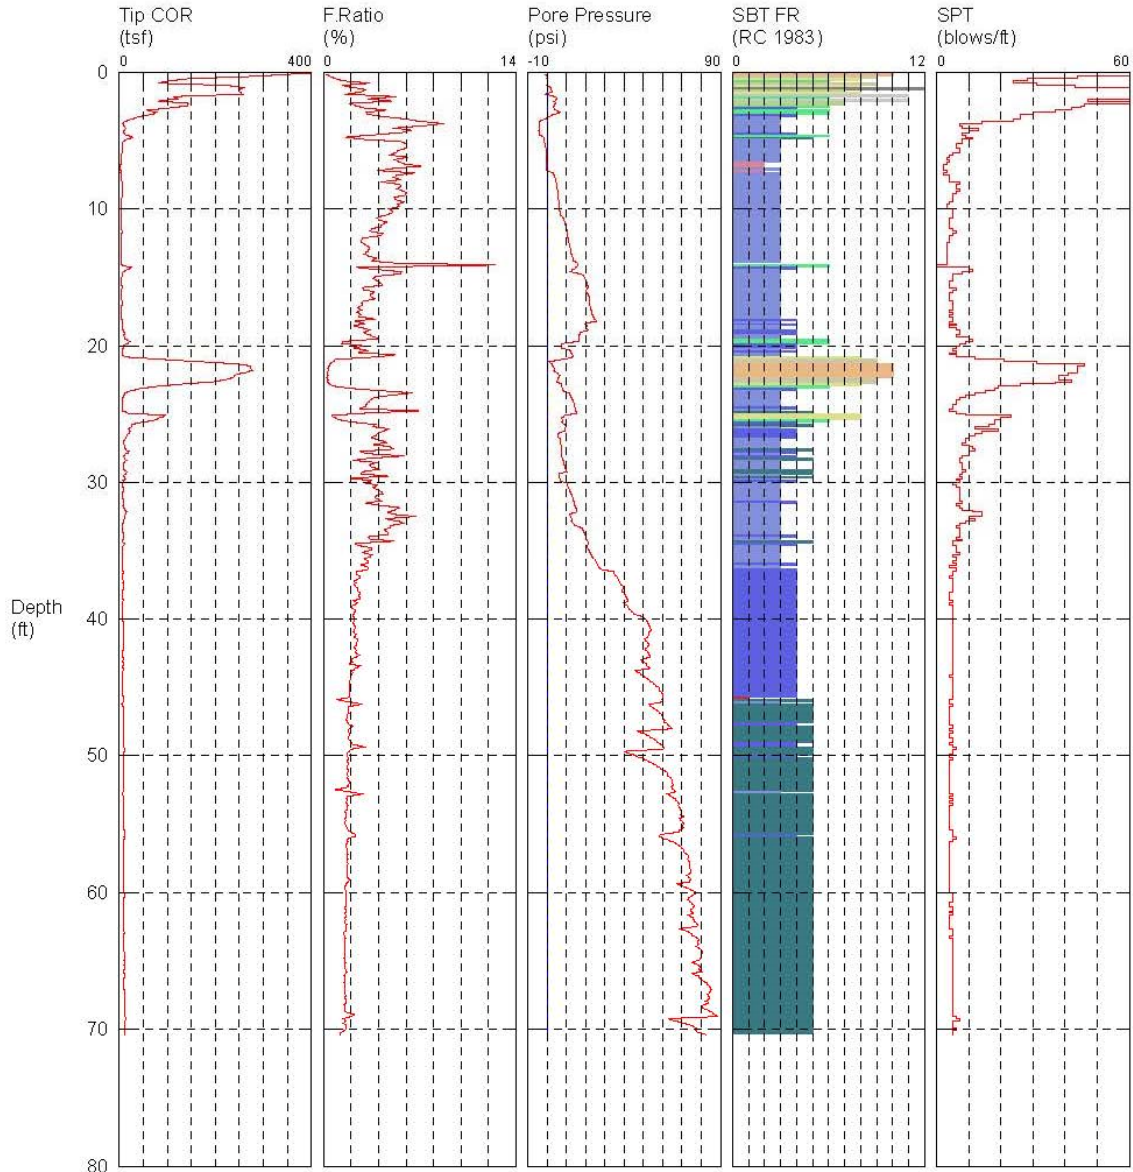 Tip COR
(tsf)
F.Ratio
(%)
Pore Pressure
(psi)
SBT FR
(RC 1983)
SPT
(blows/ft)
0 400 0 14 -10 90 0 12 0 60
0
10
20
30
Depth
(ft)
40
50
60
70
80